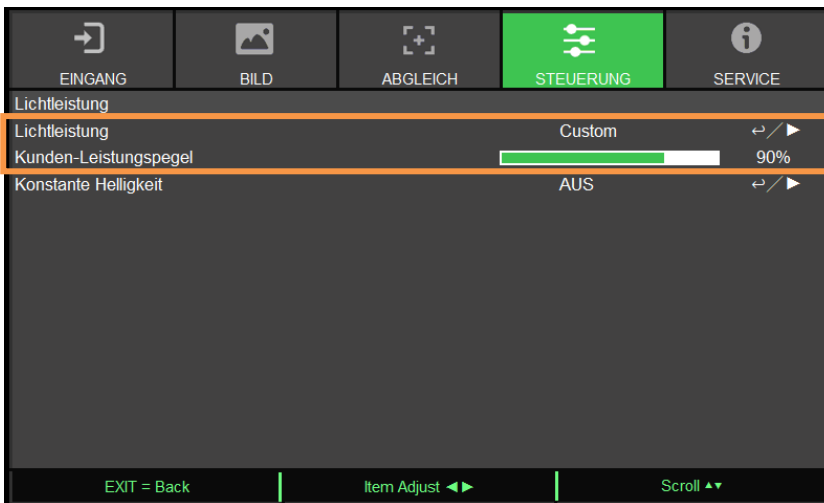 EINGANG BILD ABGLEICH STEUERUNG SERVICE
Lichtleistung
Lichtleistung Custom ↩/▶
Kunden-Leistungspegel 90%
Konstante Helligkeit AUS ↩/▶
EXIT = Back Item Adjust ◀▶ Scroll ▲▼